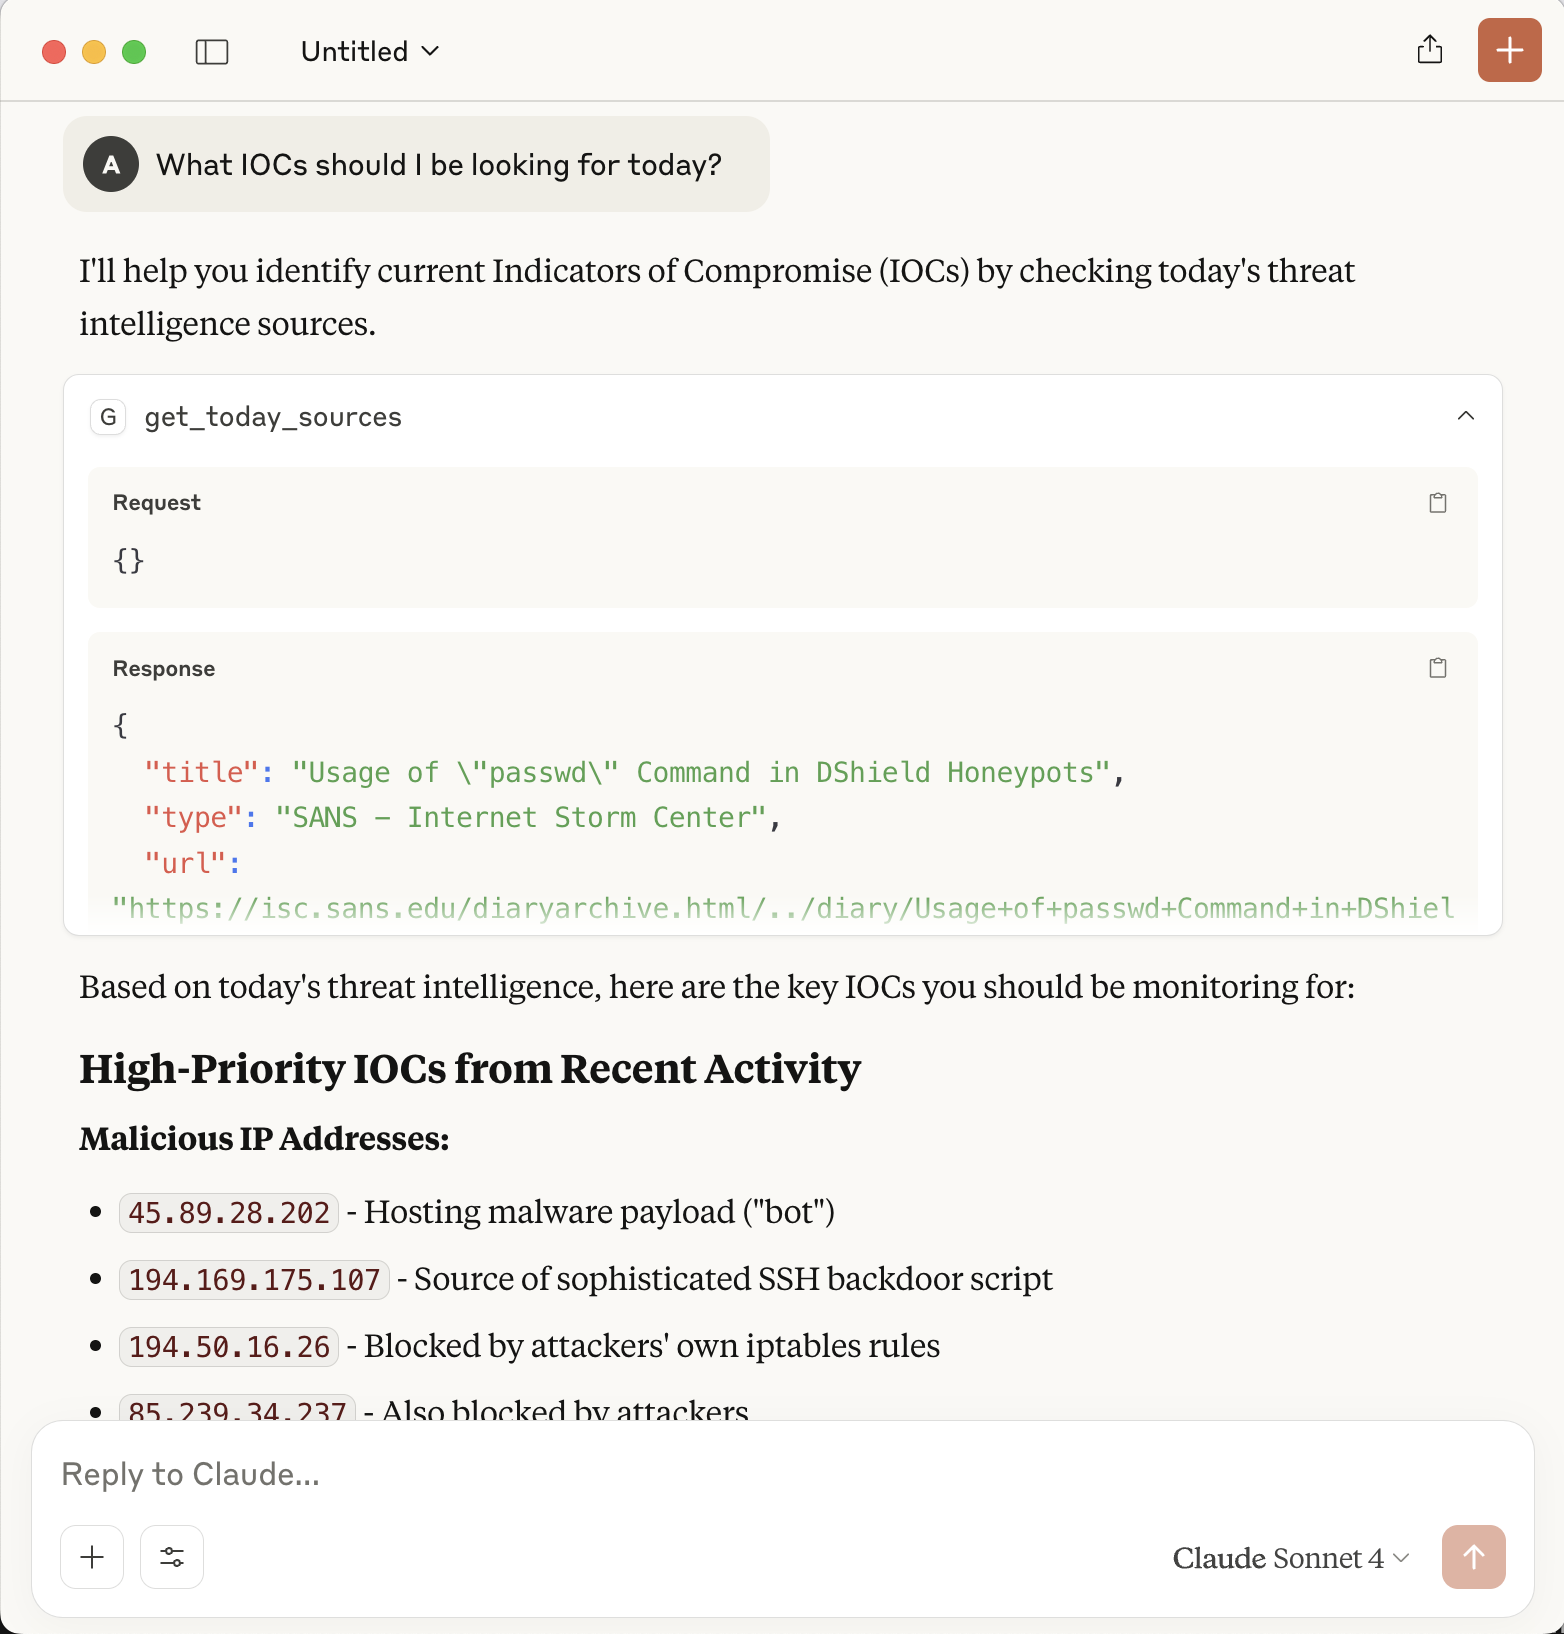 Untitled
A What IOCs should I be looking for today?
I'll help you identify current Indicators of Compromise (IOCs) by checking today's threat
intelligence sources.
G get_today_sources
Request
{}
Response
{
"title": "Usage of \"passwd\" Command in DShield Honeypots",
"type": "SANS – Internet Storm Center",
"url":
"https://isc.sans.edu/diaryarchive.html/../diary/Usage+of+passwd+Command+in+DShiel
Based on today's threat intelligence, here are the key IOCs you should be monitoring for:
High-Priority IOCs from Recent Activity
Malicious IP Addresses:
• 45.89.28.202 - Hosting malware payload ("bot")
• 194.169.175.107 - Source of sophisticated SSH backdoor script
• 194.50.16.26 - Blocked by attackers' own iptables rules
• 85.239.34.237 - Also blocked by attackers
Reply to Claude...
Claude Sonnet 4